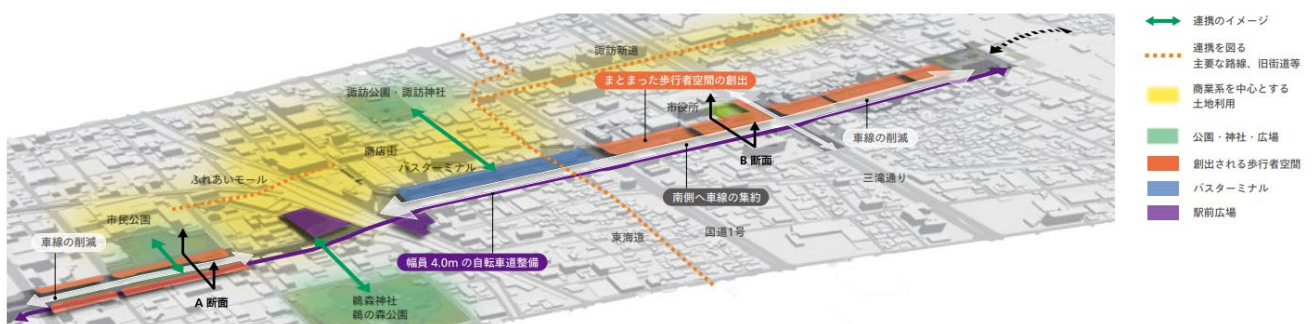 諏訪新道
まとまった歩行者空間の創出
諏訪公園・諏訪神社
市役所
商店街
バスターミナル
車線の削減
B 断面
ふれあいモール
三滝通り
南側へ車線の集約
市民公園
車線の削減
東海道
国道1号
幅員 4.0m の自転車道整備
A 断面
鵜森神社
鵜の森公園
連携のイメージ
連携を図る
主要な路線、旧街道等
商業系を中心とする
土地利用
公園・神社・広場
創出される歩行者空間
バスターミナル
駅前広場